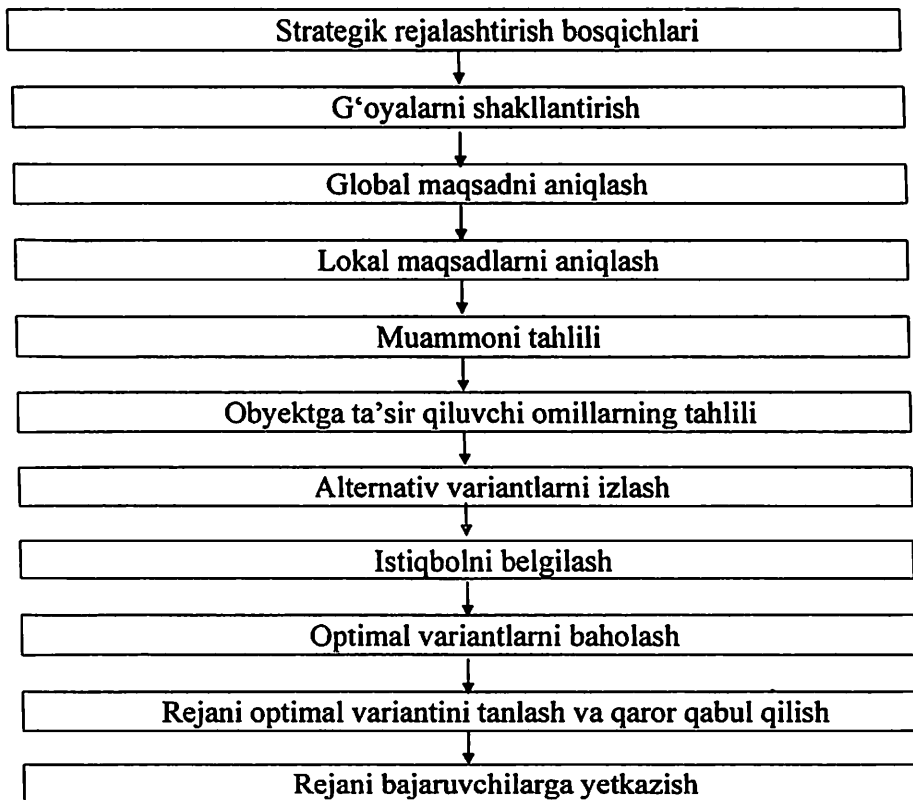 Strategik rejalashtirish bosqichlari
G‘oyalarni shakllantirish
Global maqsadni aniqlash
Lokal maqsadlarni aniqlash
Muammoni tahlili
Obyektga ta’sir qiluvchi omillarning tahlili
Alternativ variantlarni izlash
Istiqbolni belgilash
Optimal variantlarni baholash
Rejani optimal variantini tanlash va qaror qabul qilish
Rejani bajaruvchilarga yetkazish